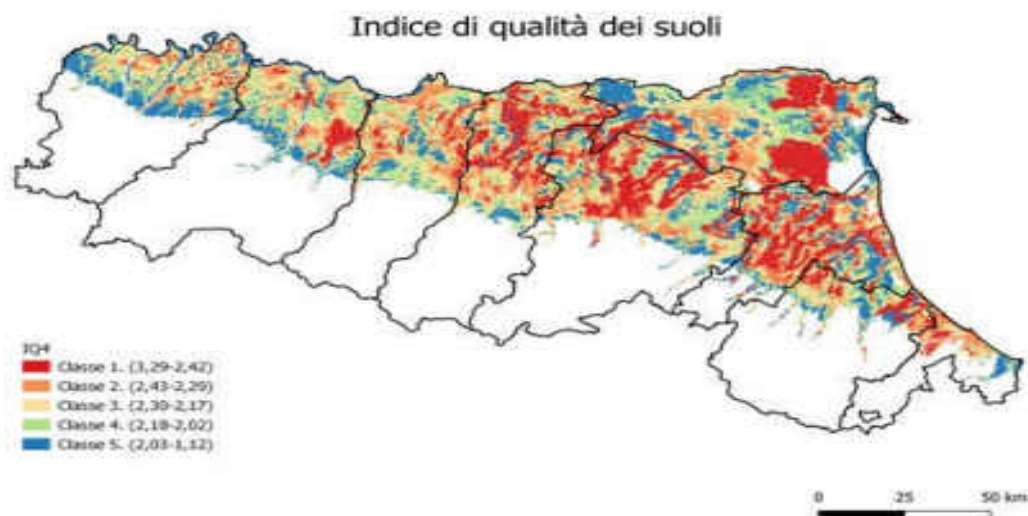 Indice di qualità dei suoli
IQ4
Classe 1. (3,29-2,42)
Classe 2. (2,43-2,29)
Classe 3. (2,30-2,17)
Classe 4. (2,18-2,02)
Classe 5. (2,03-1,12)
0 25 50 km